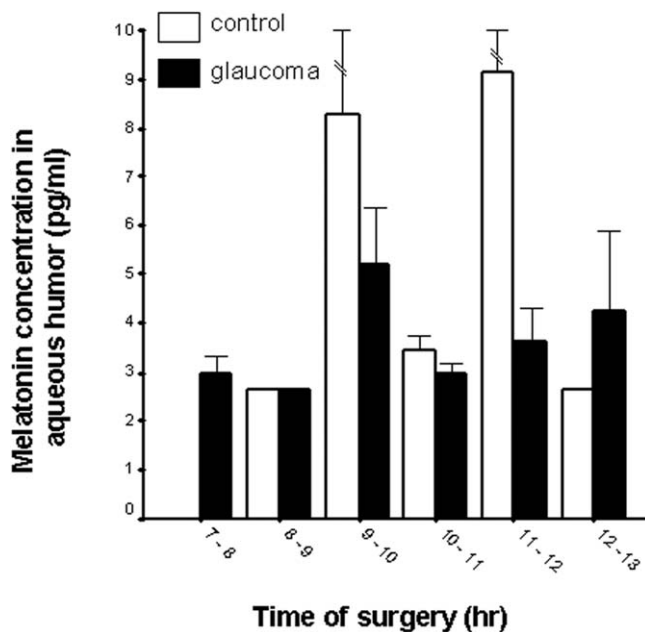 control
glaucoma
Melatonin concentration in
aqueous humor (pg/ml)
10
9
8
7
6
5
4
3
2
1
0
7 - 8
8 - 9
9 - 10
10 - 11
11 - 12
12 - 13
Time of surgery (hr)